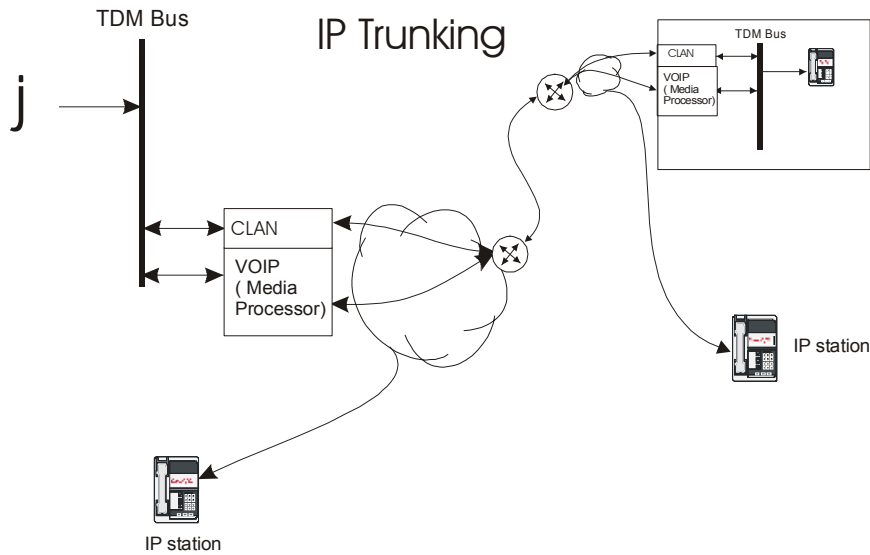 TDM Bus
IP Trunking
j
CLAN
VOIP
( Media
Processor)
TDM Bus
CLAN
VOIP
( Media
Processor)
IP station
IP station